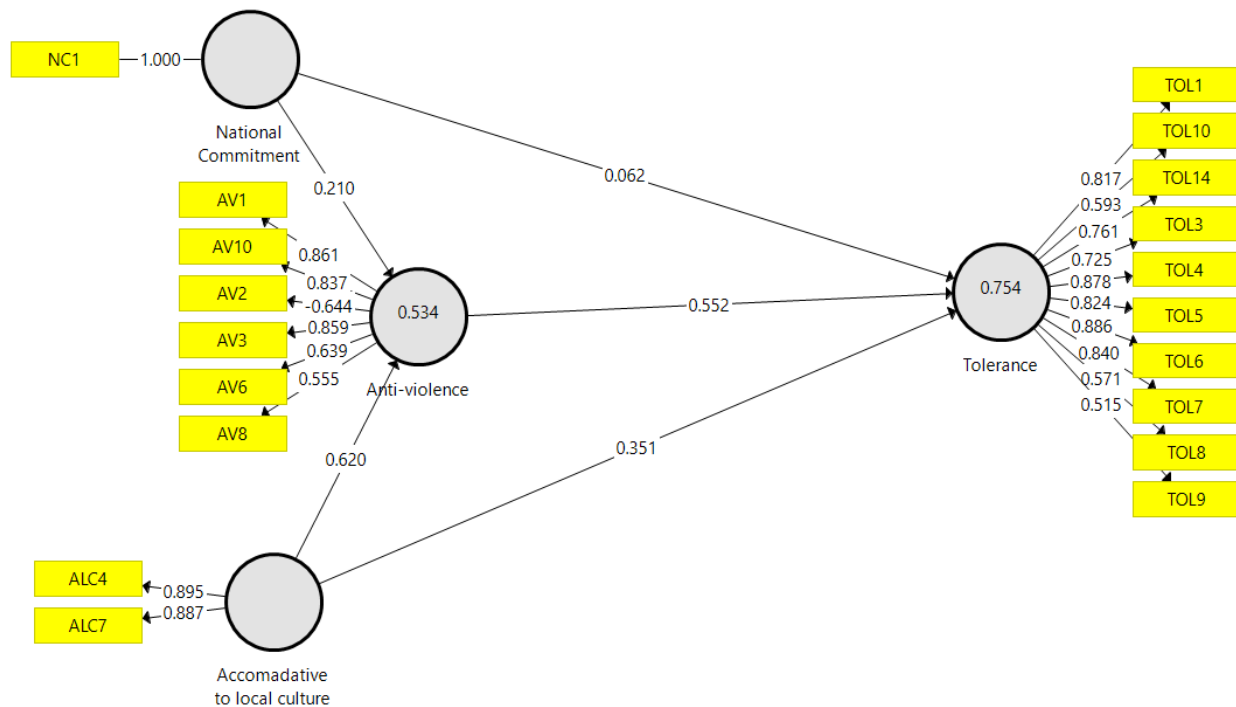 NC1
1.000
National
Commitment
0.210
0.062
AV1
AV10
AV2
AV3
AV6
AV8
0.861
0.837
-0.644
0.859
0.639
0.555
0.534
Anti-violence
0.552
0.620
0.351
ALC4
ALC7
0.895
0.887
Accomadative
to local culture
0.754
Tolerance
0.817
0.593
0.761
0.725
0.878
0.824
0.886
0.840
0.571
0.515
TOL1
TOL10
TOL14
TOL3
TOL4
TOL5
TOL6
TOL7
TOL8
TOL9